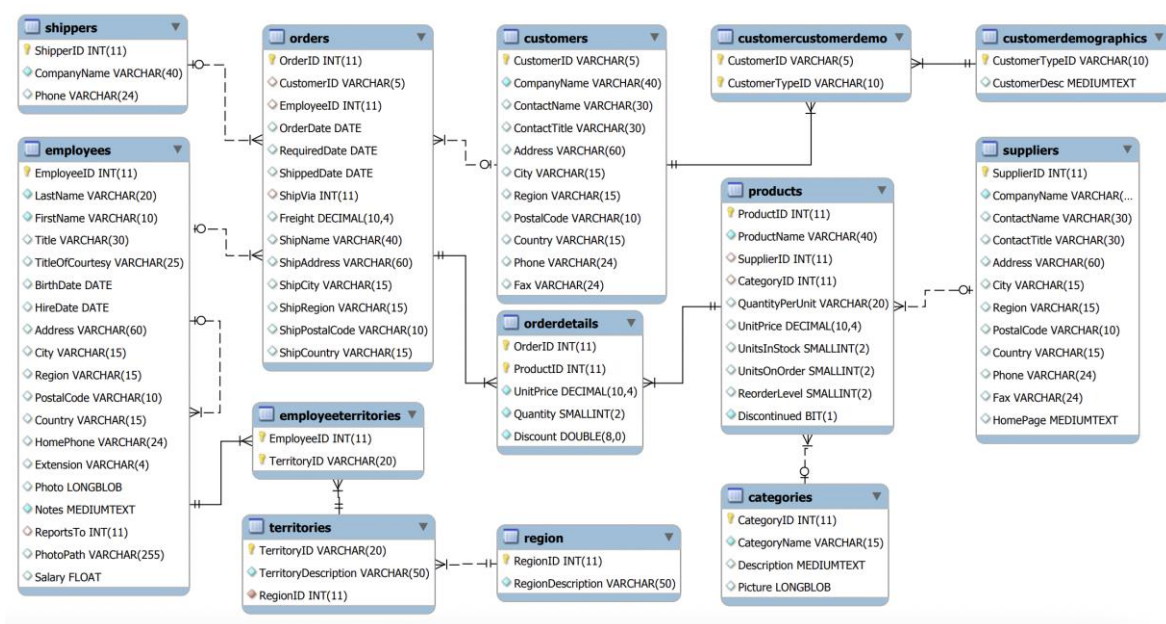 shippers
ShipperID INT(11)
CompanyName VARCHAR(40)
Phone VARCHAR(24)
employees
EmployeeID INT(11)
LastName VARCHAR(20)
FirstName VARCHAR(10)
Title VARCHAR(30)
TitleOfCourtesy VARCHAR(25)
BirthDate DATE
HireDate DATE
Address VARCHAR(60)
City VARCHAR(15)
Region VARCHAR(15)
PostalCode VARCHAR(10)
Country VARCHAR(15)
HomePhone VARCHAR(24)
Extension VARCHAR(4)
Photo LONGBLOB
Notes MEDIUMTEXT
ReportsTo INT(11)
PhotoPath VARCHAR(255)
Salary FLOAT
orders
OrderID INT(11)
CustomerID VARCHAR(5)
EmployeeID INT(11)
OrderDate DATE
RequiredDate DATE
ShippedDate DATE
ShipVia INT(11)
Freight DECIMAL(10,4)
ShipName VARCHAR(40)
ShipAddress VARCHAR(60)
ShipCity VARCHAR(15)
ShipRegion VARCHAR(15)
ShipPostalCode VARCHAR(10)
ShipCountry VARCHAR(15)
employeeterritories
EmployeeID INT(11)
TerritoryID VARCHAR(20)
territories
TerritoryID VARCHAR(20)
TerritoryDescription VARCHAR(50)
RegionID INT(11)
customers
CustomerID VARCHAR(5)
CompanyName VARCHAR(40)
ContactName VARCHAR(30)
ContactTitle VARCHAR(30)
Address VARCHAR(60)
City VARCHAR(15)
Region VARCHAR(15)
PostalCode VARCHAR(10)
Country VARCHAR(15)
Phone VARCHAR(24)
Fax VARCHAR(24)
orderdetails
OrderID INT(11)
ProductID INT(11)
UnitPrice DECIMAL(10,4)
Quantity SMALLINT(2)
Discount DOUBLE(8,0)
region
RegionID INT(11)
RegionDescription VARCHAR(50)
customercustomerdemo
CustomerID VARCHAR(5)
CustomerTypeID VARCHAR(10)
products
ProductID INT(11)
ProductName VARCHAR(40)
SupplierID INT(11)
CategoryID INT(11)
QuantityPerUnit VARCHAR(20)
UnitPrice DECIMAL(10,4)
UnitsInStock SMALLINT(2)
UnitsOnOrder SMALLINT(2)
ReorderLevel SMALLINT(2)
Discontinued BIT(1)
categories
CategoryID INT(11)
CategoryName VARCHAR(15)
Description MEDIUMTEXT
Picture LONGBLOB
customerdemographics
CustomerTypeID VARCHAR(10)
CustomerDesc MEDIUMTEXT
suppliers
SupplierID INT(11)
CompanyName VARCHAR(...
ContactName VARCHAR(30)
ContactTitle VARCHAR(30)
Address VARCHAR(60)
City VARCHAR(15)
Region VARCHAR(15)
PostalCode VARCHAR(10)
Country VARCHAR(15)
Phone VARCHAR(24)
Fax VARCHAR(24)
HomePage MEDIUMTEXT